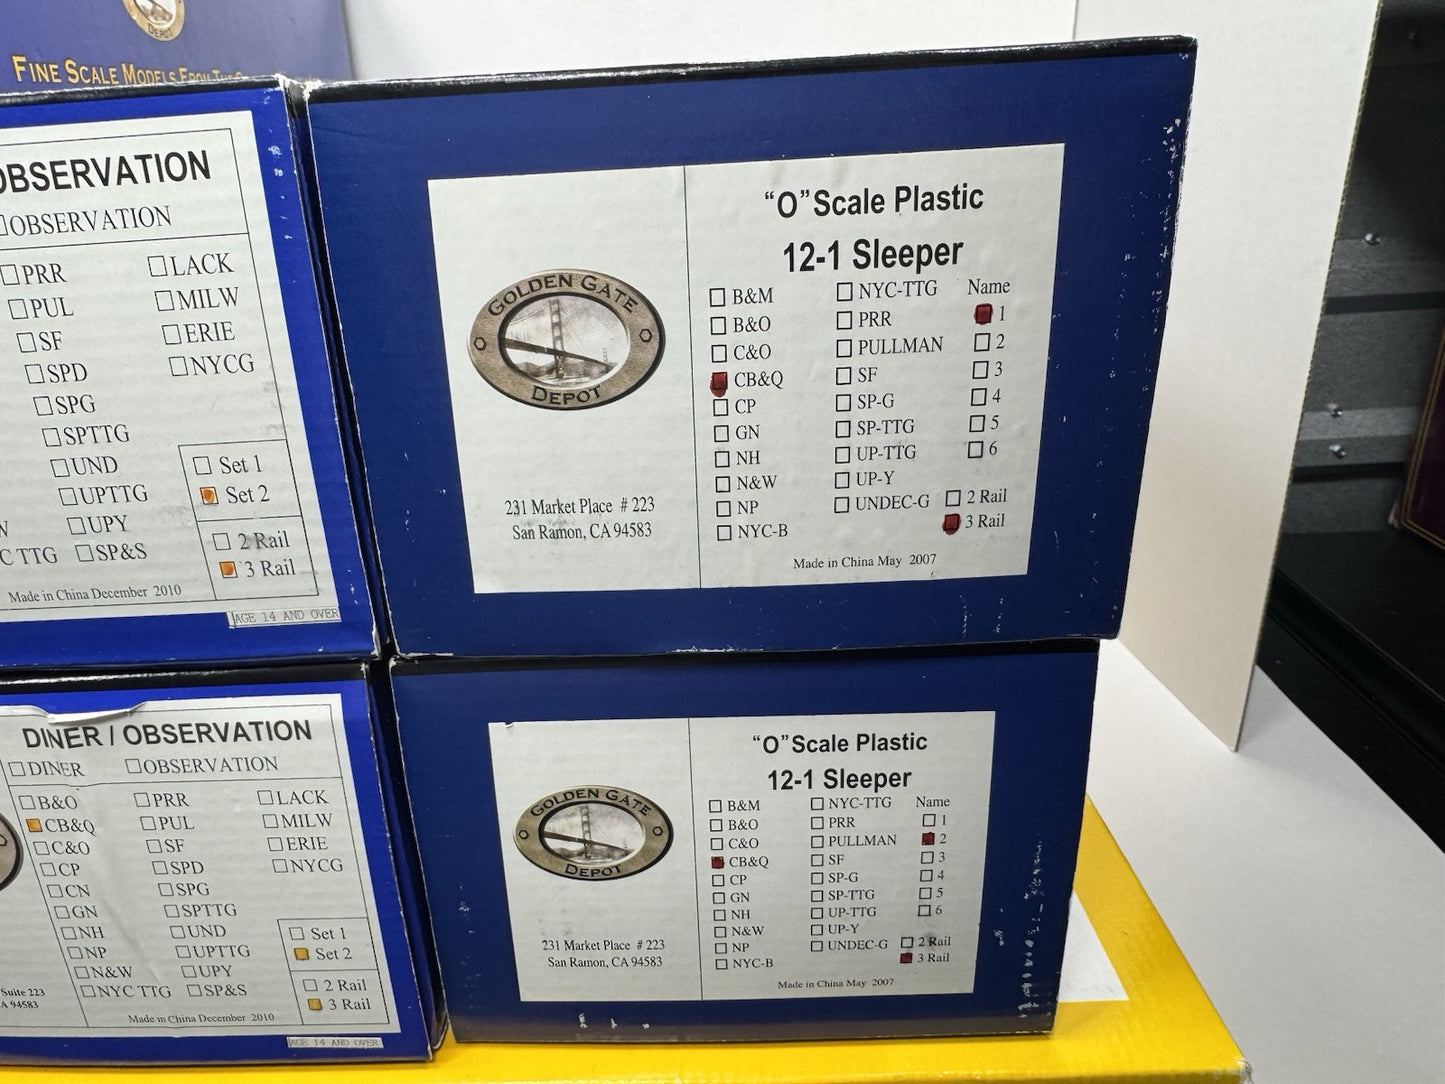 DEPOT
FINE SCALE MODELS FROM THE
OBSERVATION
☐OBSERVATION
☐PRR ☐LACK
☐PUL ☐MILW
☐SF ☐ERIE
☐SPD ☐NYCG
☐SPG
☐SPTTG
☐UND
☐UPTTG
☐UPY
C TTG ☐SP&S
☐ Set 1
☒ Set 2
☐ 2 Rail
☒ 3 Rail
Made in China December 2010
AGE 14 AND OVER
GOLDEN GATE
DEPOT
231 Market Place # 223
San Ramon, CA 94583
“O”Scale Plastic
12-1 Sleeper
☐ B&M ☐ NYC-TTG Name
☐ B&O ☐ PRR ☒ 1
☐ C&O ☐ PULLMAN ☐ 2
☒ CB&Q ☐ SF ☐ 3
☐ CP ☐ SP-G ☐ 4
☐ GN ☐ SP-TTG ☐ 5
☐ NH ☐ UP-TTG ☐ 6
☐ N&W ☐ UP-Y
☐ NP ☐ UNDEC-G ☐ 2 Rail
☐ NYC-B ☒ 3 Rail
Made in China May 2007
DINER / OBSERVATION
☐DINER ☐OBSERVATION
☐B&O ☐PRR ☐LACK
☒CB&Q ☐PUL ☐MILW
☐C&O ☐SF ☐ERIE
☐CP ☐SPD ☐NYCG
☐CN ☐SPG
☐GN ☐SPTTG
☐NH ☐UND
☐NP ☐UPTTG
☐N&W ☐UPY
☐NYC TTG ☐SP&S
☐ Set 1
☒ Set 2
☐ 2 Rail
☒ 3 Rail
Suite 223
A 94583
Made in China December 2010
AGE 14 AND OVER
GOLDEN GATE
DEPOT
231 Market Place # 223
San Ramon, CA 94583
“O”Scale Plastic
12-1 Sleeper
☐ B&M ☐ NYC-TTG Name
☐ B&O ☐ PRR ☐ 1
☐ C&O ☐ PULLMAN ☒ 2
☒ CB&Q ☐ SF ☐ 3
☐ CP ☐ SP-G ☐ 4
☐ GN ☐ SP-TTG ☐ 5
☐ NH ☐ UP-TTG ☐ 6
☐ N&W ☐ UP-Y
☐ NP ☐ UNDEC-G ☐ 2 Rail
☐ NYC-B ☒ 3 Rail
Made in China May 2007